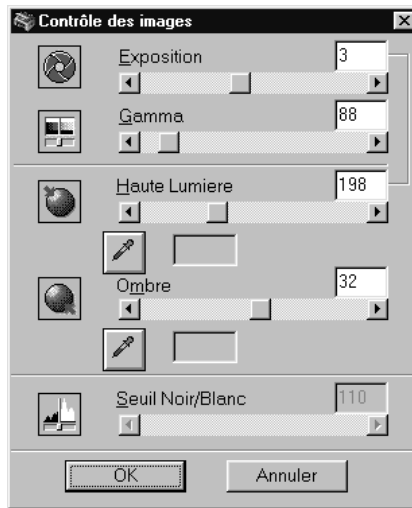 Contrôle des images
Exposition 3
Gamma 88
Haute Lumiere 198
Ombre 32
Seuil Noir/Blanc 110
OK Annuler